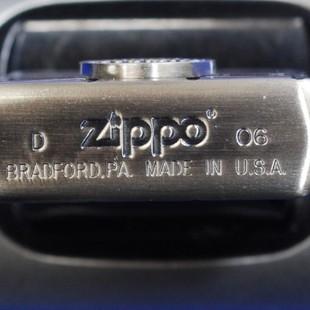 D zippo® 06
BRADFORD.PA. MADE IN U.S.A.